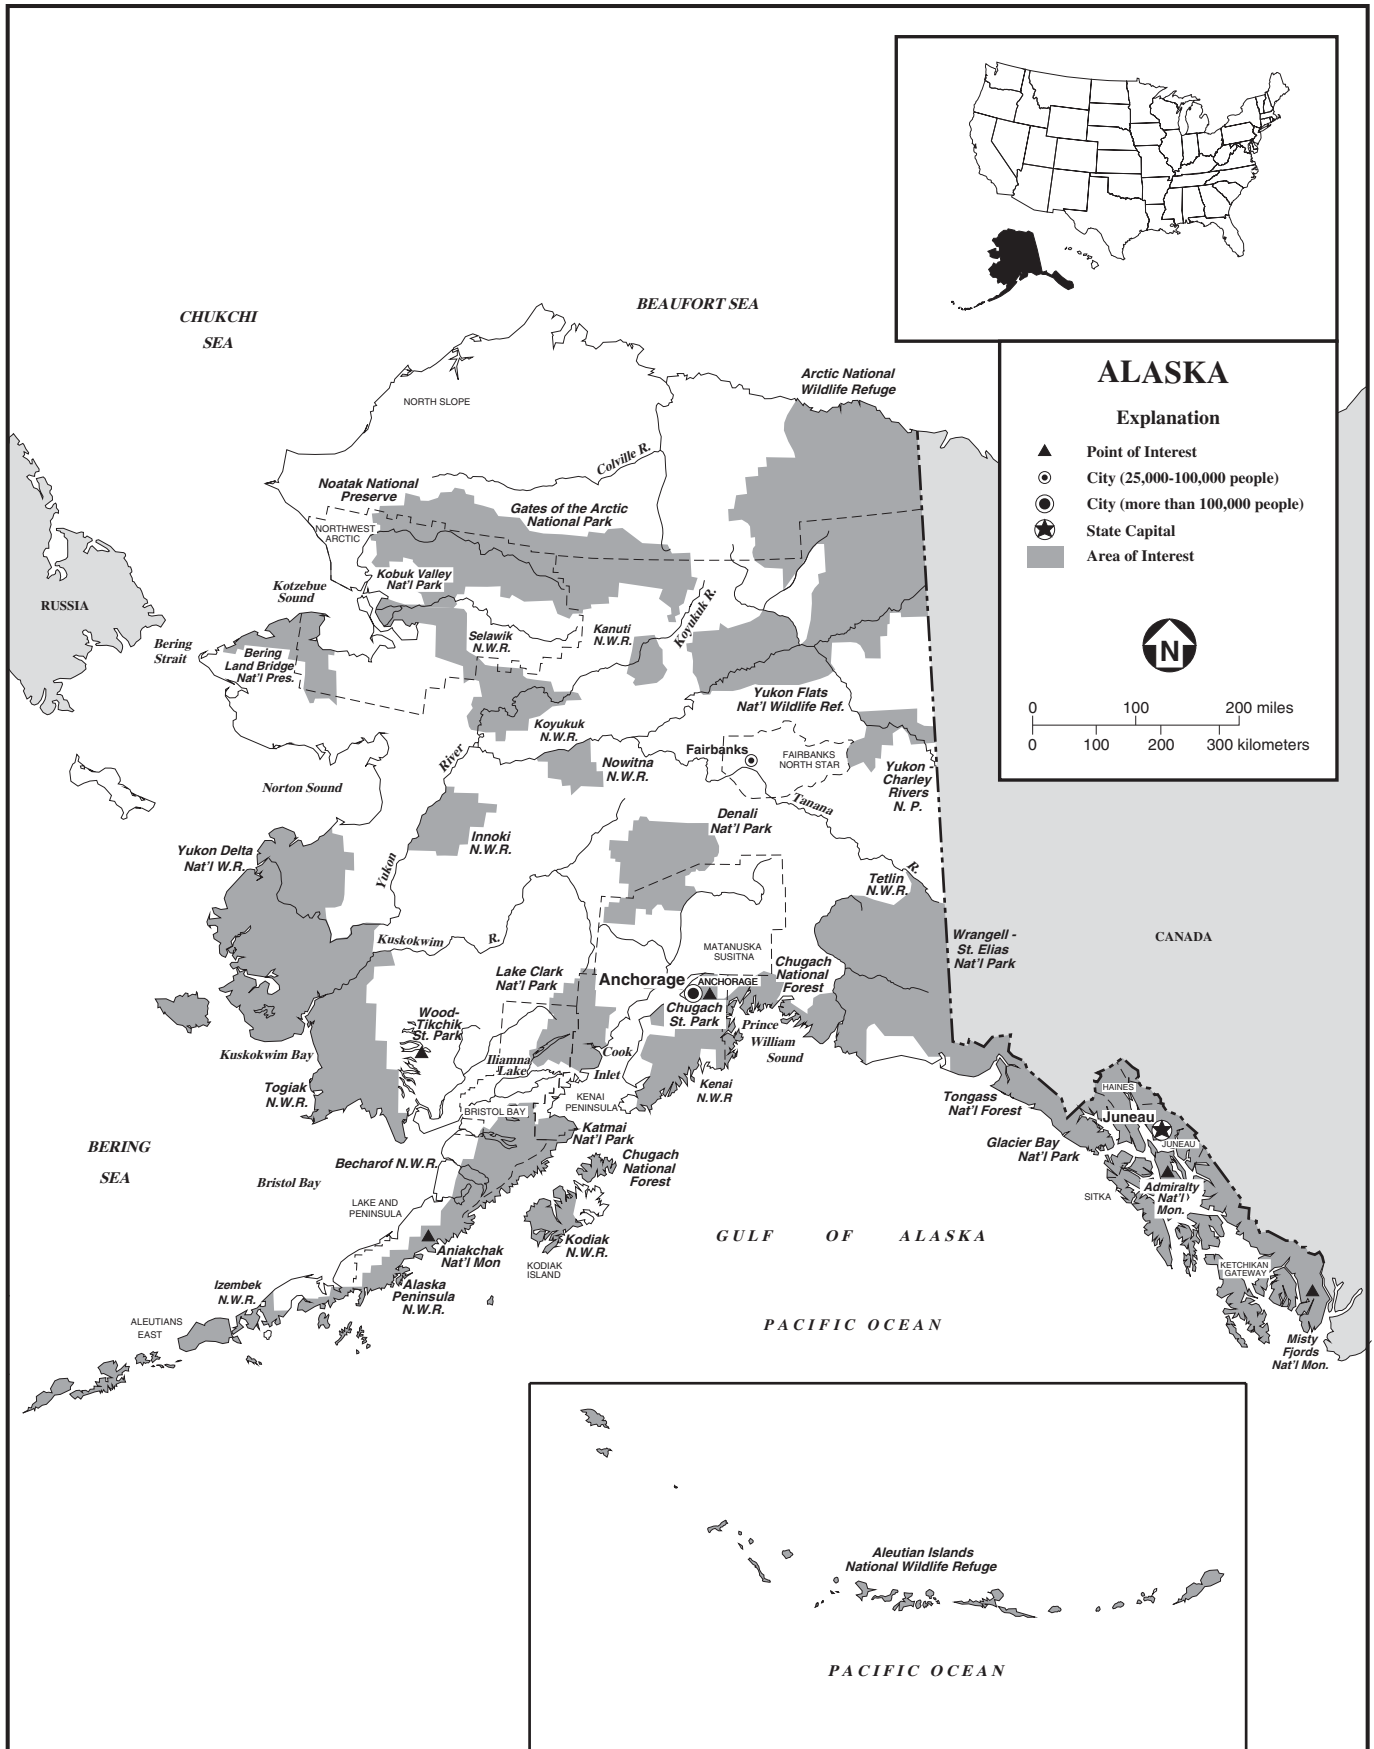 BEAUFORT SEA
CHUKCHI
SEA
ALASKA
Explanation
Point of Interest
City (25,000-100,000 people)
City (more than 100,000 people)
State Capital
Area of Interest
N
0 100 200 miles
0 100 200 300 kilometers
Arctic National
Wildlife Refuge
NORTH SLOPE
Colville R.
Noatak National
Preserve
Gates of the Arctic
National Park
NORTHWEST
ARCTIC
Kobuk Valley
Nat'l Park
Kotzebue
Sound
RUSSIA
Bering
Strait
Bering
Land Bridge
Nat'l Pres.
Selawik
N.W.R.
Kanuti
N.W.R.
Koyukuk R.
Yukon Flats
Nat'l Wildlife Ref.
Koyukuk
N.W.R.
Nowitna
N.W.R.
Fairbanks
FAIRBANKS
NORTH STAR
Yukon -
Charley
Rivers
N. P.
River
Norton Sound
Tanana
Denali
Nat'l Park
Innoki
N.W.R.
Yukon Delta
Nat'l W.R.
Yukon
R.
Tetlin
N.W.R.
Kuskokwim
R.
MATANUSKA
SUSITNA
Wrangell -
St. Elias
Nat'l Park
CANADA
Lake Clark
Nat'l Park
Anchorage
ANCHORAGE
Chugach
National
Forest
Chugach
St. Park
Wood-
Tikchik
St. Park
Prince
William
Sound
Kuskokwim Bay
Iliamna
Lake
Cook
Inlet
Togiak
N.W.R.
Kenai
N.W.R
KENAI
PENINSULA
BRISTOL BAY
Tongass
Nat'l Forest
HAINES
Juneau
JUNEAU
Glacier Bay
Nat'l Park
Katmai
Nat'l Park
BERING
SEA
Becharof N.W.R.
Chugach
National
Forest
Bristol Bay
LAKE AND
PENINSULA
SITKA
Admiralty
Nat'l
Mon.
GULF OF ALASKA
Kodiak
N.W.R.
KODIAK
ISLAND
Aniakchak
Nat'l Mon
KETCHIKAN
GATEWAY
Izembek
N.W.R.
Alaska
Peninsula
N.W.R.
ALEUTIANS
EAST
PACIFIC OCEAN
Misty
Fjords
Nat'l Mon.
Aleutian Islands
National Wildlife Refuge
PACIFIC OCEAN